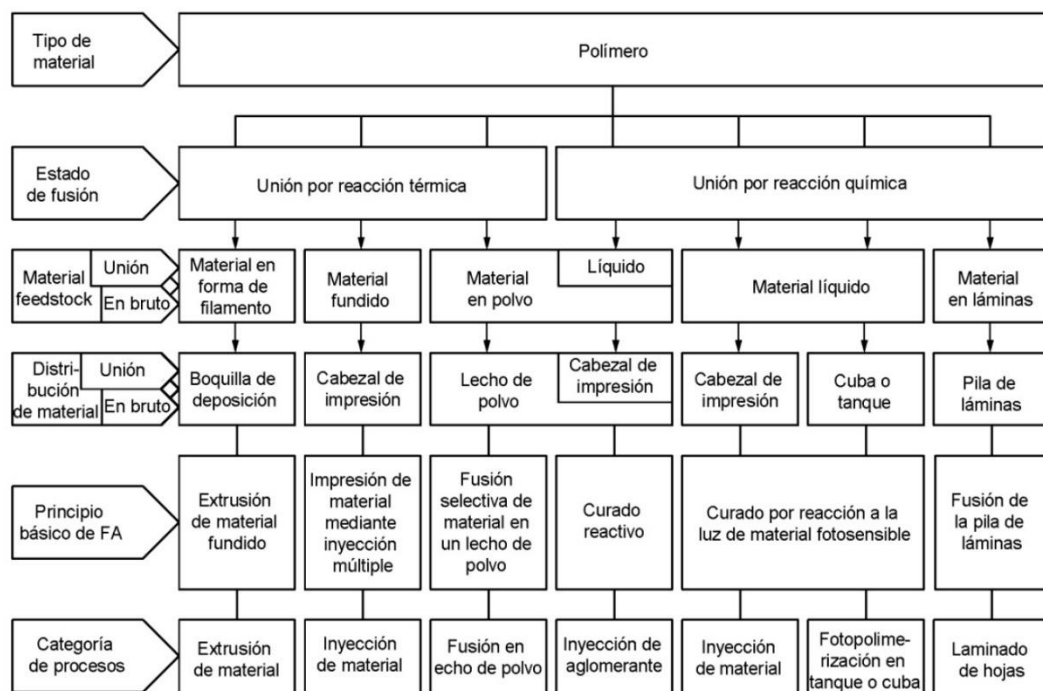 Tipo de
material
Polímero
Estado
de fusión
Unión por reacción térmica
Unión por reacción química
Material
feedstock
Unión
En bruto
Material en
forma de
filamento
Material
fundido
Material
en polvo
Líquido
Material líquido
Material
en láminas
Distri-
bución
de material
Unión
En bruto
Boquilla de
deposición
Cabezal de
impresión
Lecho de
polvo
Cabezal de
impresión
Cabezal de
impresión
Cuba o
tanque
Pila de
láminas
Principio
básico de FA
Extrusión
de material
fundido
Impresión de
material
mediante
inyección
múltiple
Fusión
selectiva de
material en
un lecho de
polvo
Curado
reactivo
Curado por reacción a la
luz de material fotosensible
Fusión de
la pila de
láminas
Categoría
de procesos
Extrusión
de material
Inyección
de material
Fusión en
echo de polvo
Inyección de
aglomerante
Inyección
de material
Fotopolime-
rización en
tanque o cuba
Laminado
de hojas